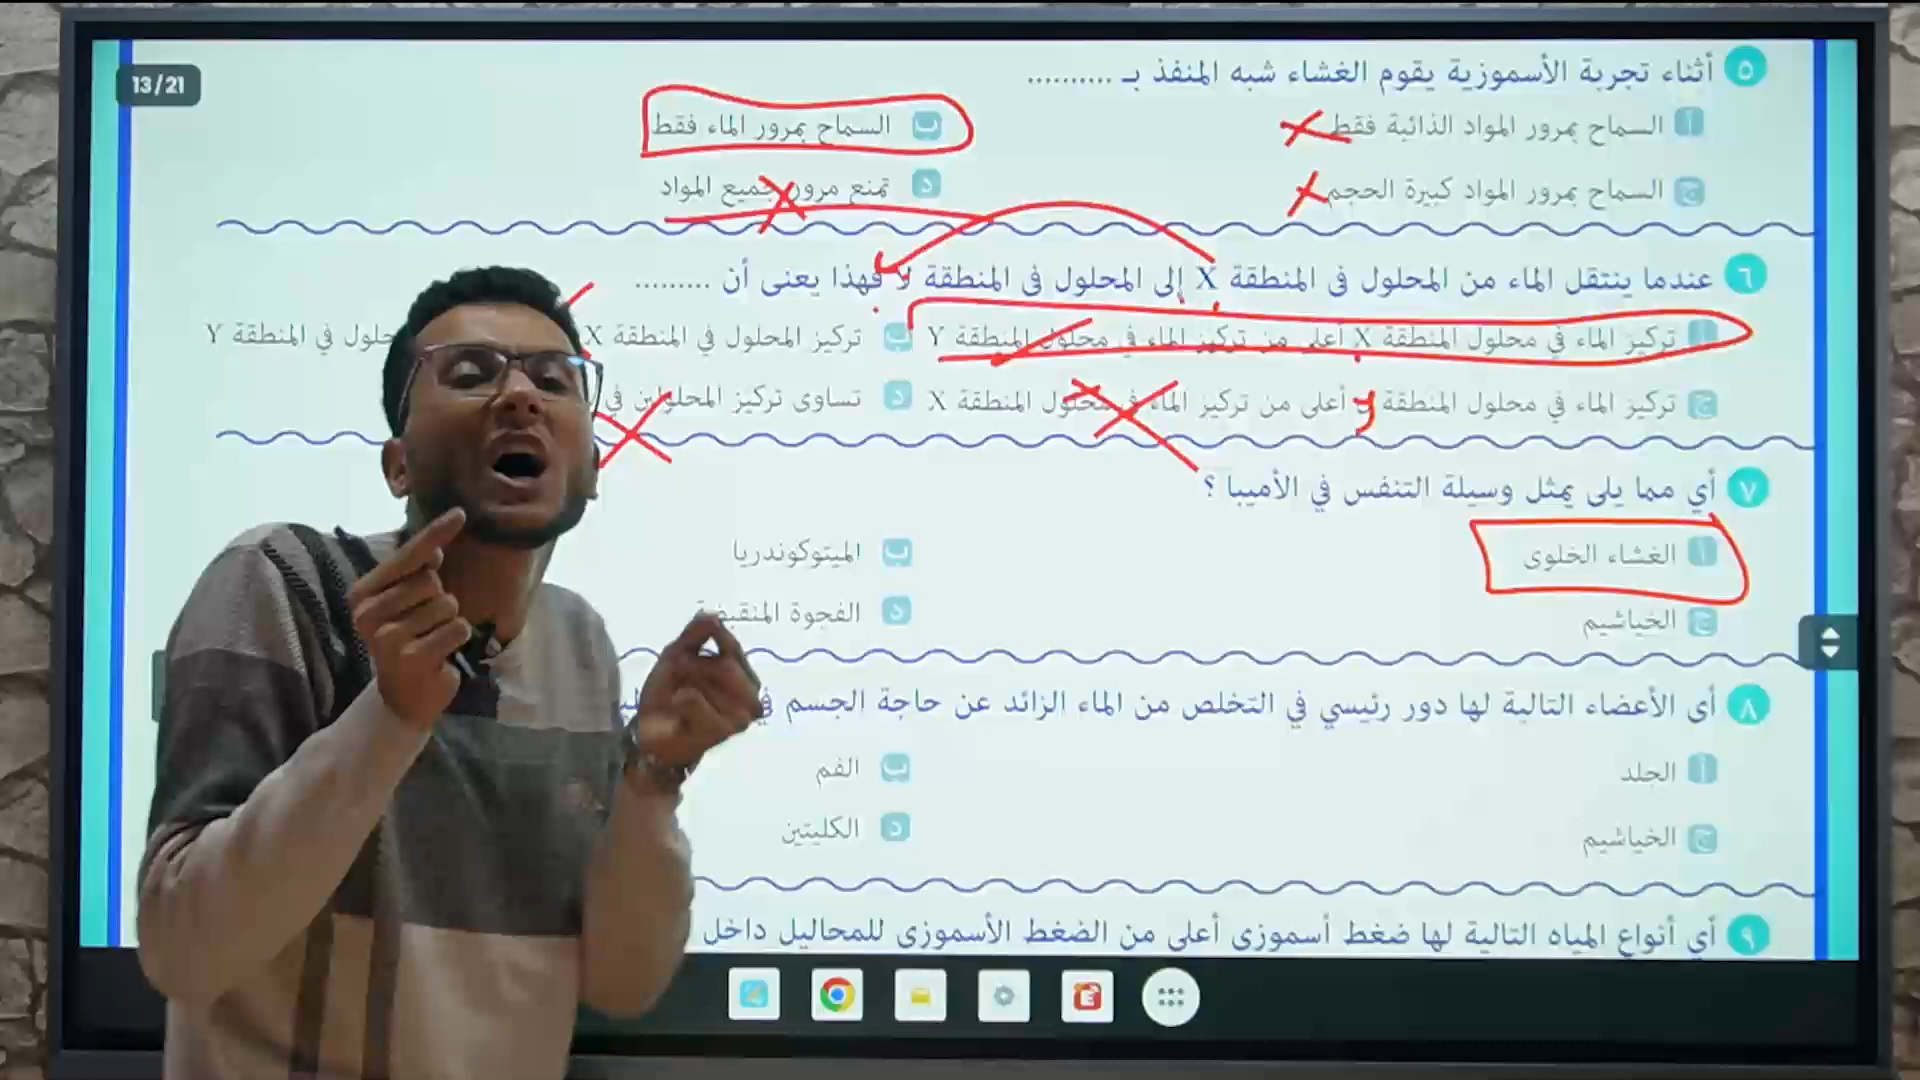 13/21
٥ أثناء تجربة الأسموزية يقوم الغشاء شبه المنفذ بـ ..........
أ السماح بمرور المواد الذائبة فقط
ب السماح بمرور الماء فقط
ج السماح بمرور المواد كبيرة الحجم
د تمنع مرور جميع المواد
٦ عندما ينتقل الماء من المحلول فى المنطقة X إلى المحلول فى المنطقة لا فهذا يعنى أن .........
أ تركيز الماء في محلول المنطقة X أعلى من تركيز الماء في محلول المنطقة Y
ب تركيز المحلول في المنطقة X حلول في المنطقة Y
ج تركيز الماء في محلول المنطقة y أعلى من تركيز الماء في محلول المنطقة X
د تساوى تركيز المحلولين في
٧ أي مما يلى يمثل وسيلة التنفس في الأميبا ؟
أ الغشاء الخلوى
ب الميتوكوندريا
ج الخياشيم
د الفجوة المنقبضة
٨ أى الأعضاء التالية لها دور رئيسي في التخلص من الماء الزائد عن حاجة الجسم في
أ الجلد
ب الفم
ج الخياشيم
د الكليتين
٩ أي أنواع المياه التالية لها ضغط أسموزى أعلى من الضغط الأسموزى للمحاليل داخل